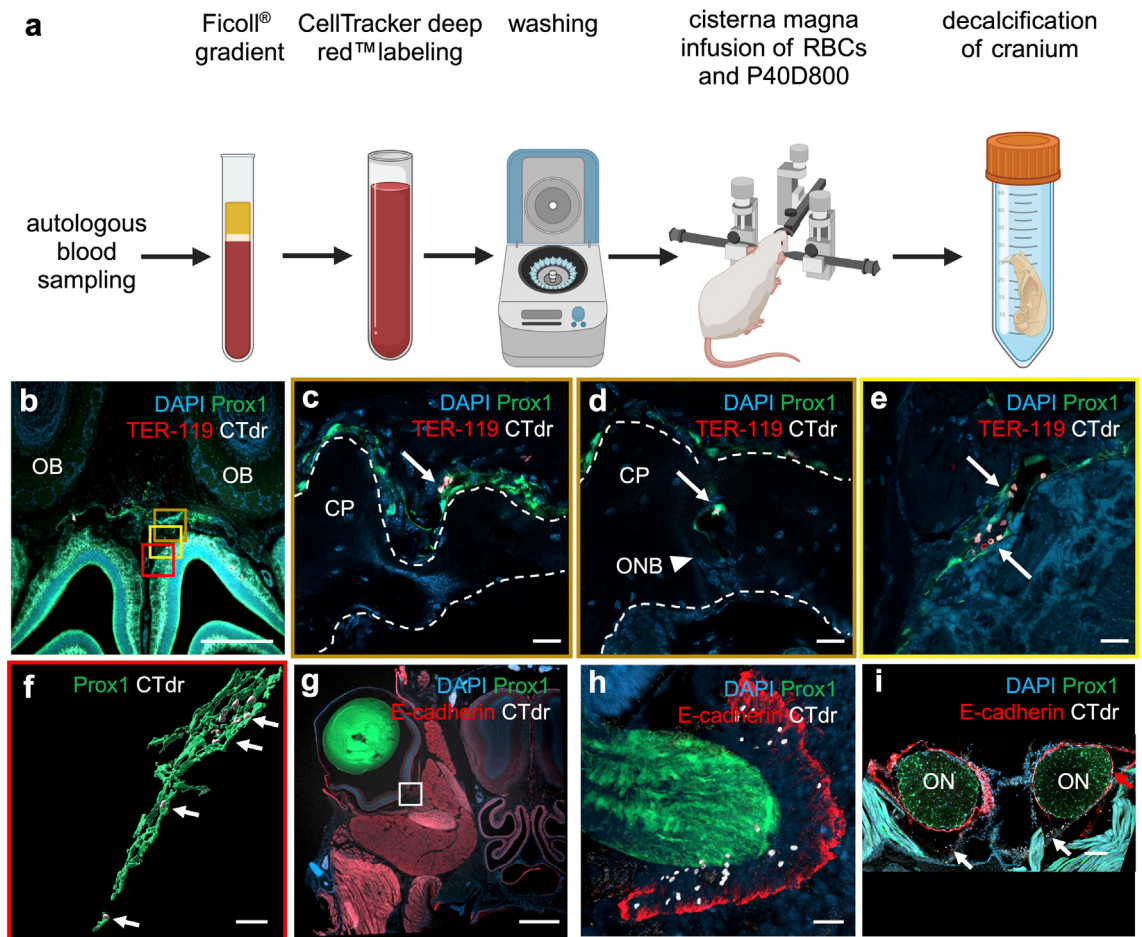 a
Ficoll®
gradient
CellTracker deep
red™labeling
washing
cisterna magna
infusion of RBCs
and P40D800
decalcification
of cranium
autologous
blood
sampling
b
DAPI Prox1
TER-119 CTdr
OB
OB
c
DAPI Prox1
TER-119 CTdr
CP
d
DAPI Prox1
TER-119 CTdr
CP
ONB
e
DAPI Prox1
TER-119 CTdr
f
Prox1 CTdr
g
DAPI Prox1
E-cadherin CTdr
h
DAPI Prox1
E-cadherin CTdr
i
DAPI Prox1
E-cadherin CTdr
ON
ON